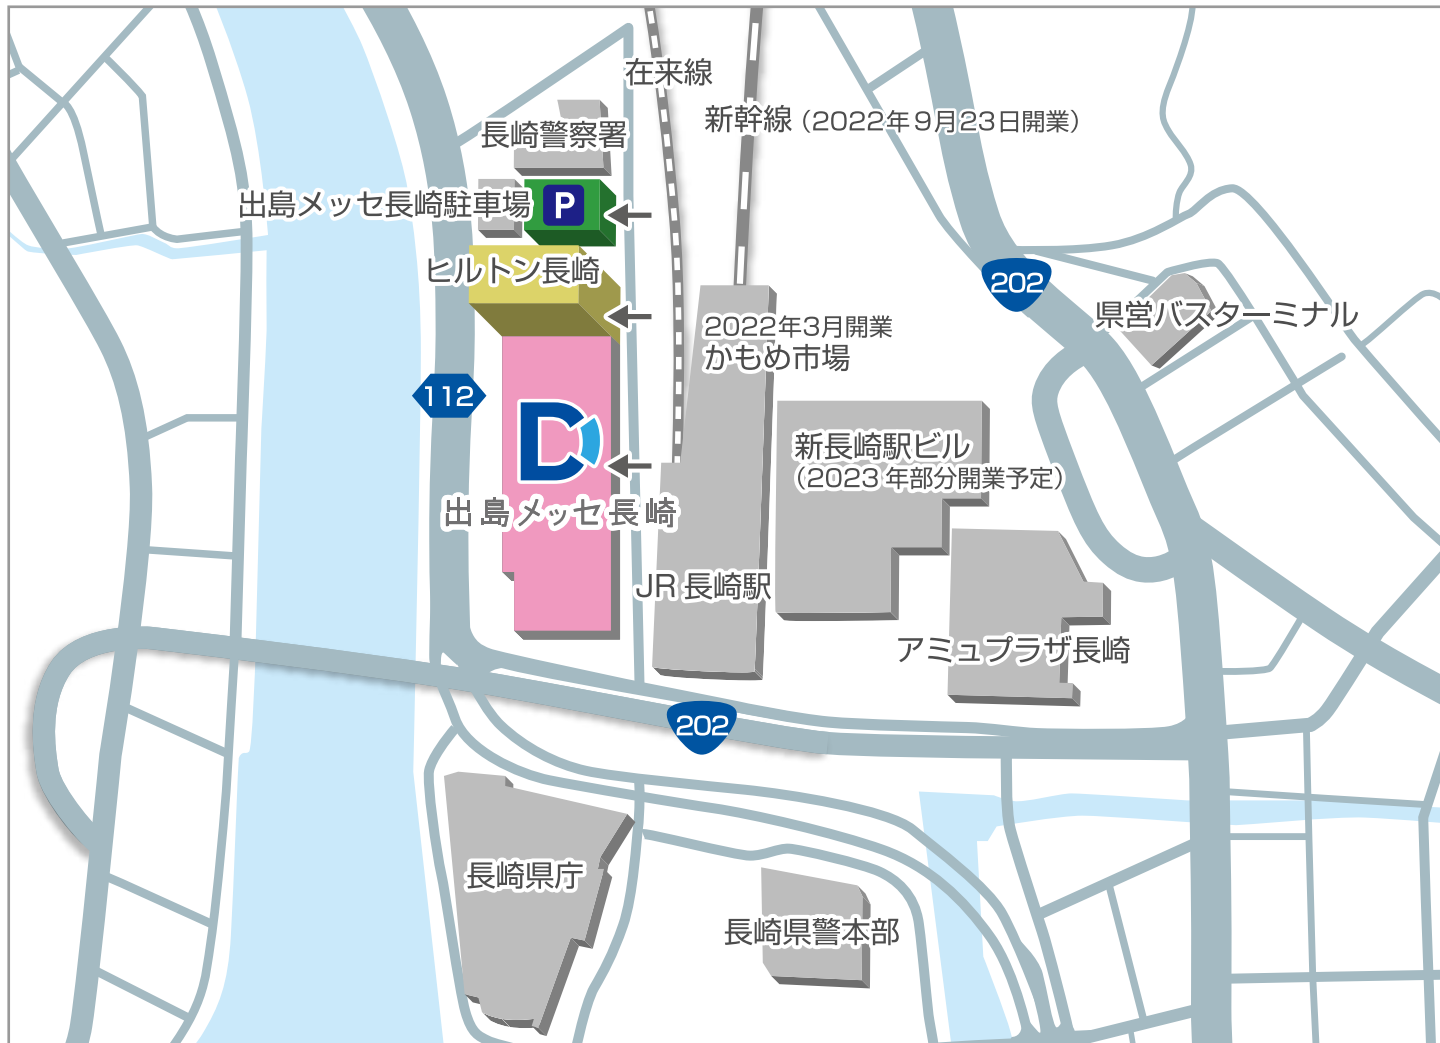 在来線
新幹線（2022年9月23日開業）
長崎警察署
出島メッセ長崎駐車場
P
ヒルトン長崎
202
県営バスターミナル
2022年3月開業
かもめ市場
112
D
新長崎駅ビル
（2023年部分開業予定）
出島メッセ長崎
JR長崎駅
アミュプラザ長崎
202
長崎県庁
長崎県警本部